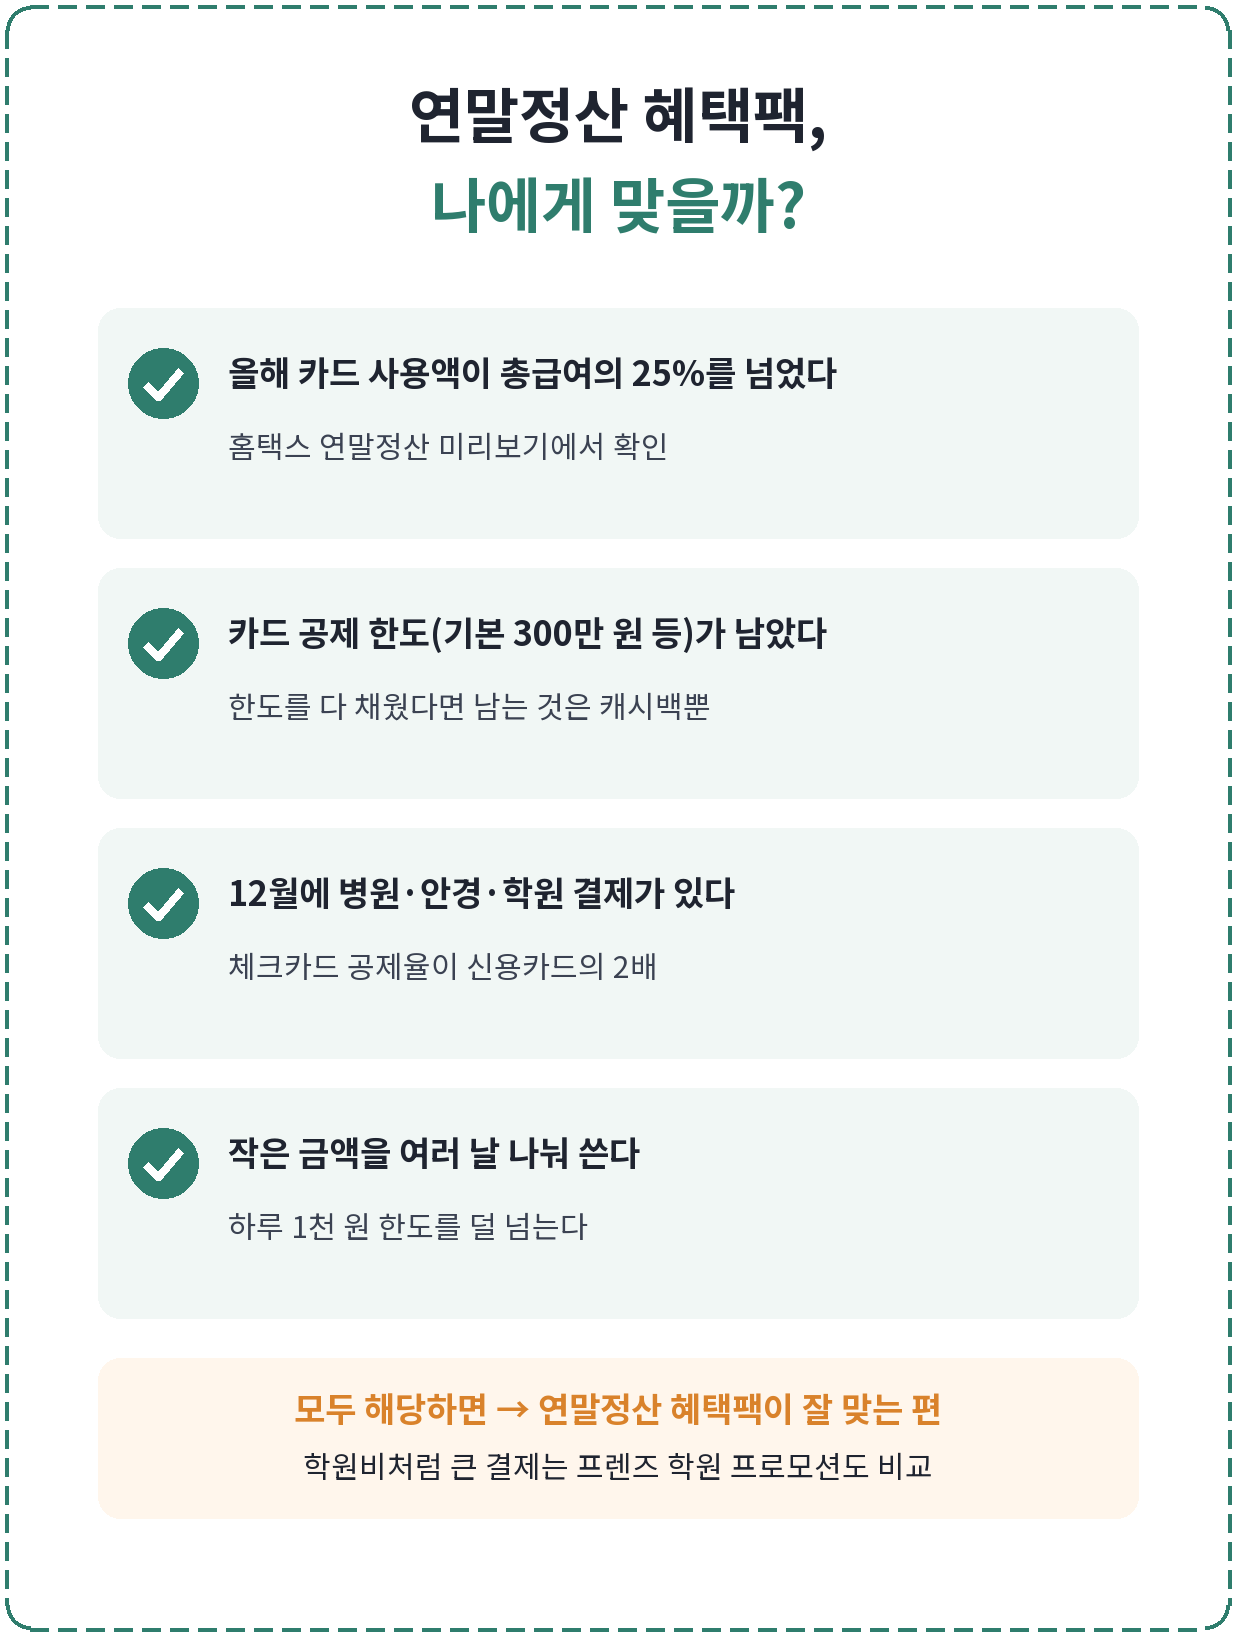 연말정산 혜택팩,
나에게 맞을까?
올해 카드 사용액이 총급여의 25%를 넘었다
홈택스 연말정산 미리보기에서 확인
카드 공제 한도(기본 300만 원 등)가 남았다
한도를 다 채웠다면 남는 것은 캐시백뿐
12월에 병원·안경·학원 결제가 있다
체크카드 공제율이 신용카드의 2배
작은 금액을 여러 날 나눠 쓴다
하루 1천 원 한도를 덜 넘는다
모두 해당하면 → 연말정산 혜택팩이 잘 맞는 편
학원비처럼 큰 결제는 프렌즈 학원 프로모션도 비교